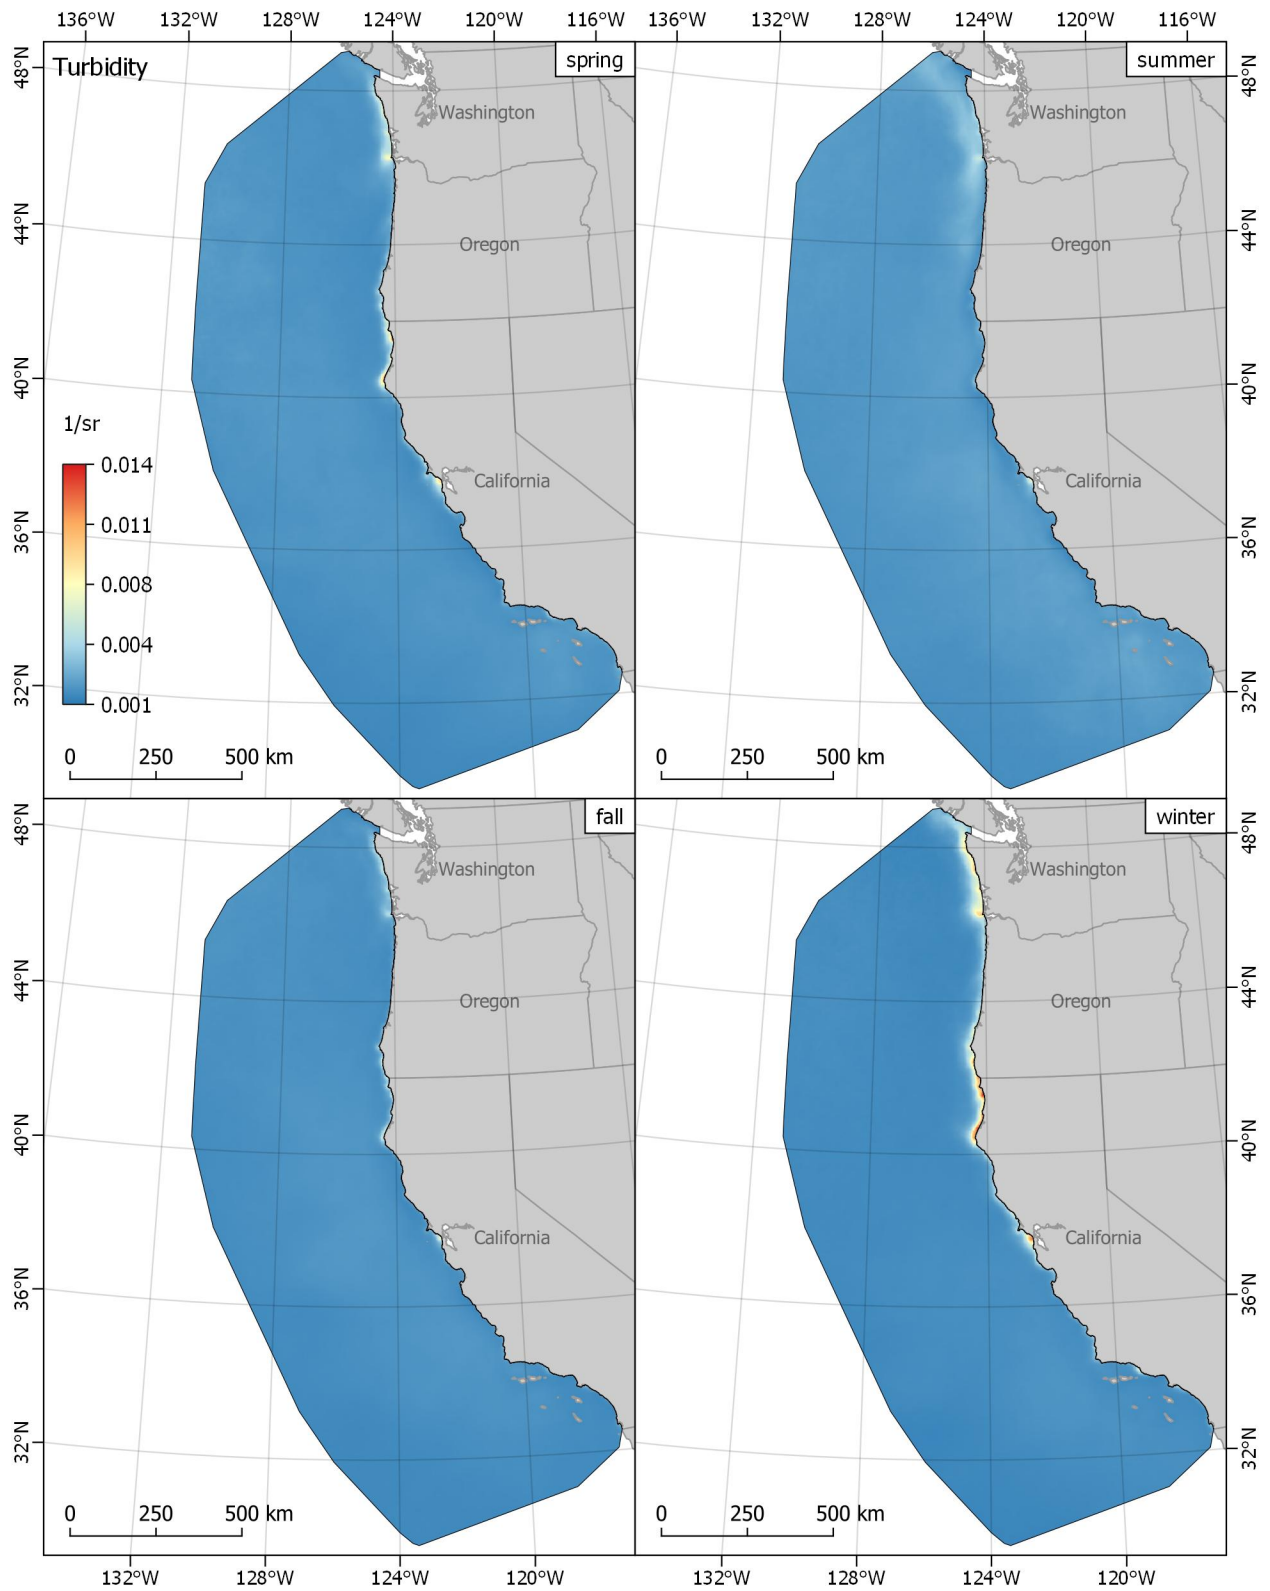 136°W 132°W 128°W 124°W 120°W 116°W 136°W 132°W 128°W 124°W 120°W 116°W
Turbidity
spring
summer
48°N
48°N
Washington
Washington
44°N
44°N
Oregon
Oregon
40°N
40°N
1/sr
0.014
0.011
0.008
0.004
0.001
California
California
36°N
36°N
32°N
32°N
0 250 500 km
0 250 500 km
fall
winter
48°N
48°N
Washington
Washington
44°N
44°N
Oregon
Oregon
40°N
40°N
California
California
36°N
36°N
32°N
32°N
0 250 500 km
0 250 500 km
132°W 128°W 124°W 120°W 132°W 128°W 124°W 120°W